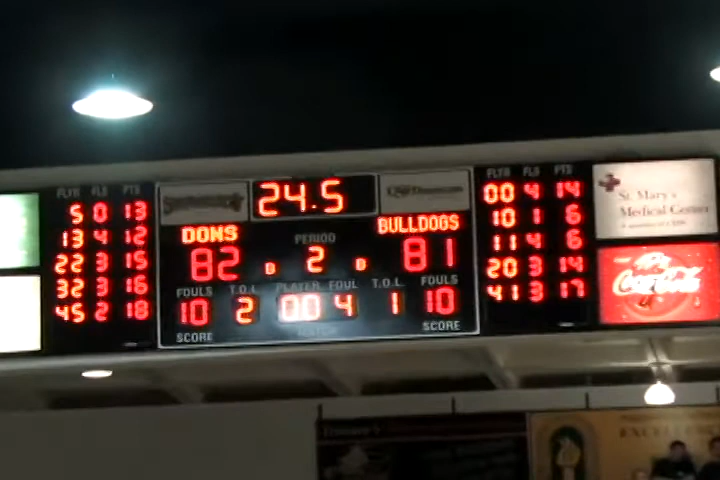 24.5
PLYR FLS PTS
5 0 13
13 4 12
22 3 15
32 3 16
45 2 18
DONS
82
B
PERIOD
2
B
BULLDOGS
81
FOULS
10
T.O.L
2
PLAYER FOUL
00 4
T.O.L
1
FOULS
10
SCORE
SCORE
PLYR FLS PTS
00 4 14
10 1 6
11 4 6
20 3 14
41 3 17
St. Mary's
Medical Center
Coca-Cola